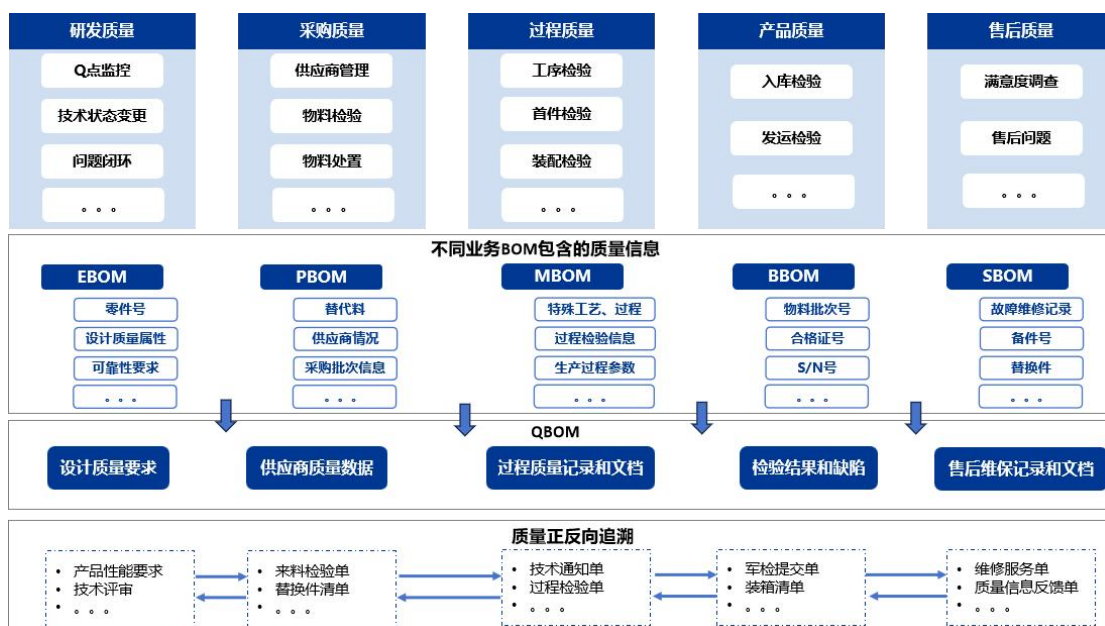 研发质量
Q点监控
技术状态变更
问题闭环
。。。
采购质量
供应商管理
物料检验
物料处置
。。。
过程质量
工序检验
首件检验
装配检验
。。。
产品质量
入库检验
发运检验
。。。
售后质量
满意度调查
售后问题
。。。
不同业务BOM包含的质量信息
EBOM
零件号
设计质量属性
可靠性要求
。。。
PBOM
替代料
供应商情况
采购批次信息
。。。
MBOM
特殊工艺、过程
过程检验信息
生产过程参数
。。。
BBOM
物料批次号
合格证号
S/N号
。。。
SBOM
故障维修记录
备件号
替换件
。。。
QBOM
设计质量要求
供应商质量数据
过程质量记录和文档
检验结果和缺陷
售后维保记录和文档
质量正反向追溯
• 产品性能要求
• 技术评审
• 。。。
• 来料检验单
• 替换件清单
• 。。。
• 技术通知单
• 过程检验单
• 。。。
• 军检提交单
• 装箱清单
• 。。。
• 维修服务单
• 质量信息反馈单
• 。。。